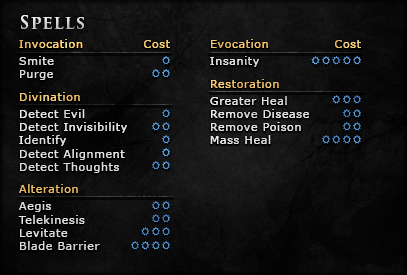 Spells
Invocation Cost
Smite
Purge
Divination
Detect Evil
Detect Invisibility
Identify
Detect Alignment
Detect Thoughts
Alteration
Aegis
Telekinesis
Levitate
Blade Barrier
Evocation Cost
Insanity
Restoration
Greater Heal
Remove Disease
Remove Poison
Mass Heal